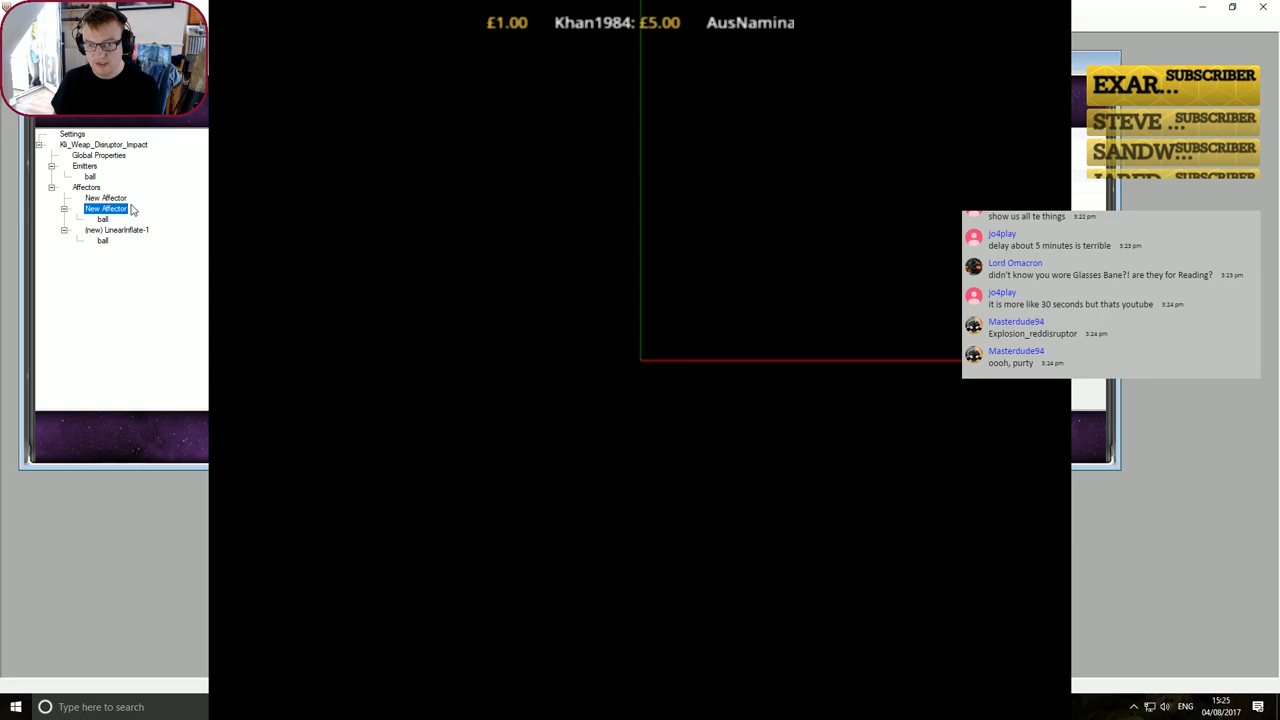 £1.00 Khan1984: £5.00 AusNamina
EXAR... SUBSCRIBER
STEVE ... SUBSCRIBER
SANDW... SUBSCRIBER
JARED SUBSCRIBER
Settings
Kli_Weap_Disruptor_Impact
Global Properties
Emitters
ball
Affectors
New Affector
New Affector
ball
(new) LinearInflate-1
ball
show us all te things 3:22 pm
jo4play
delay about 5 minutes is terrible 3:23 pm
Lord Omacron
didn't know you wore Glasses Bane?! are they for Reading? 3:23 pm
jo4play
it is more like 30 seconds but thats youtube 3:24 pm
Masterdude94
Explosion_reddisruptor 3:24 pm
Masterdude94
oooh, purty 3:24 pm
Type here to search
ENG
15:25
04/08/2017